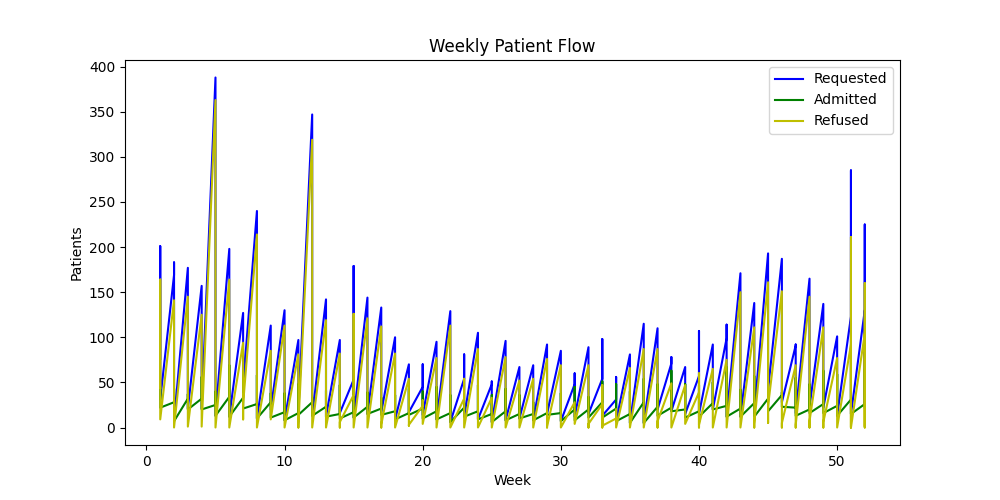 Weekly Patient Flow
400
350
300
250
200
150
100
50
0
Patients
Requested
Admitted
Refused
0 10 20 30 40 50
Week